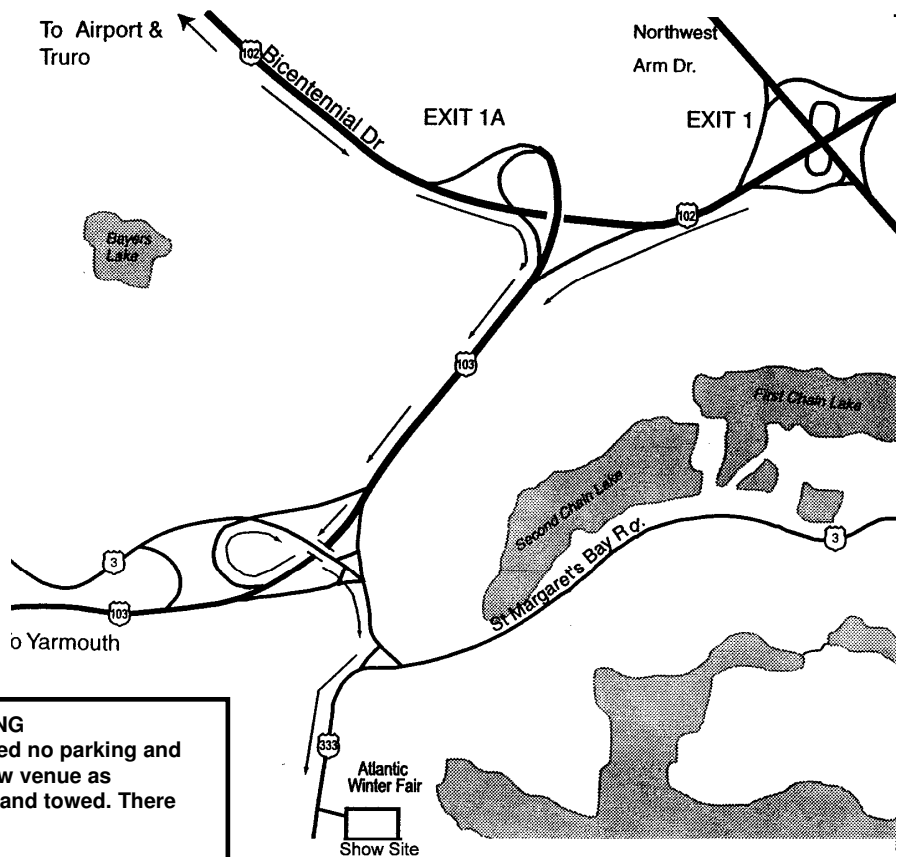 To Airport &
Truro
102
Bicentennial Dr
EXIT 1A
Northwest
Arm Dr.
EXIT 1
102
Bayers
Lake
103
First Chain Lake
Second Chain Lake
St Margaret's Bay Rd.
3
3
103
o Yarmouth
333
NG
ed no parking and
w venue as
and towed. There
Atlantic
Winter Fair
Show Site